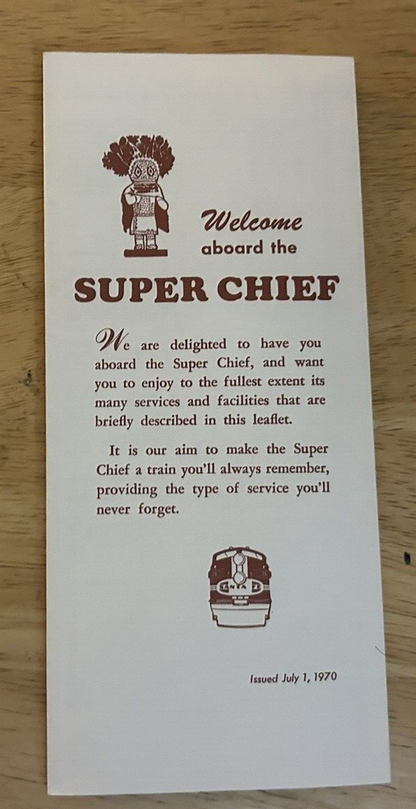 Welcome
aboard the
SUPER CHIEF
We are delighted to have you
aboard the Super Chief, and want
you to enjoy to the fullest extent its
many services and facilities that are
briefly described in this leaflet.
It is our aim to make the Super
Chief a train you'll always remember,
providing the type of service you'll
never forget.
SANTA FE
Issued July 1, 1970